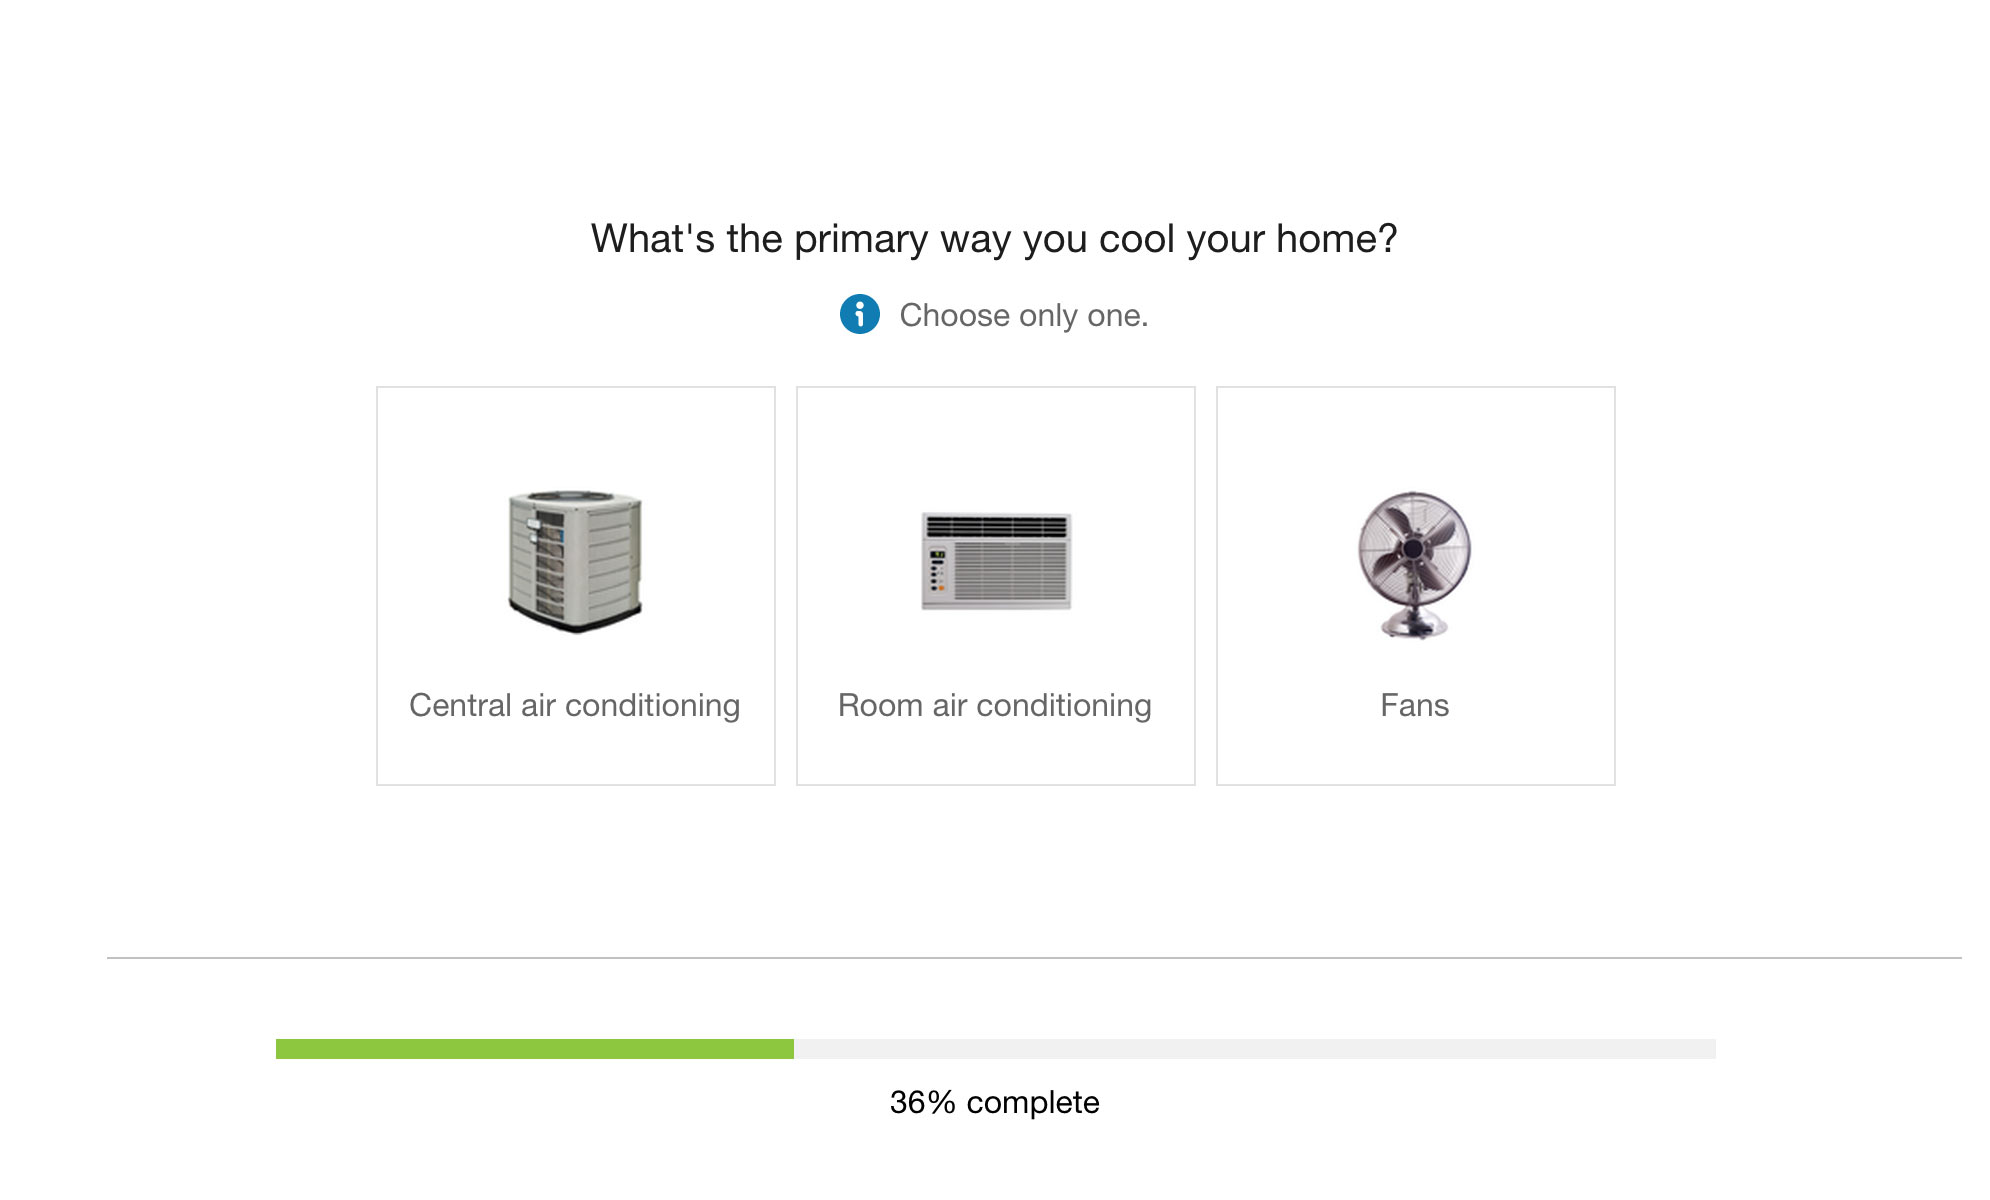 What's the primary way you cool your home?
Choose only one.
Central air conditioning
Room air conditioning
Fans
36% complete